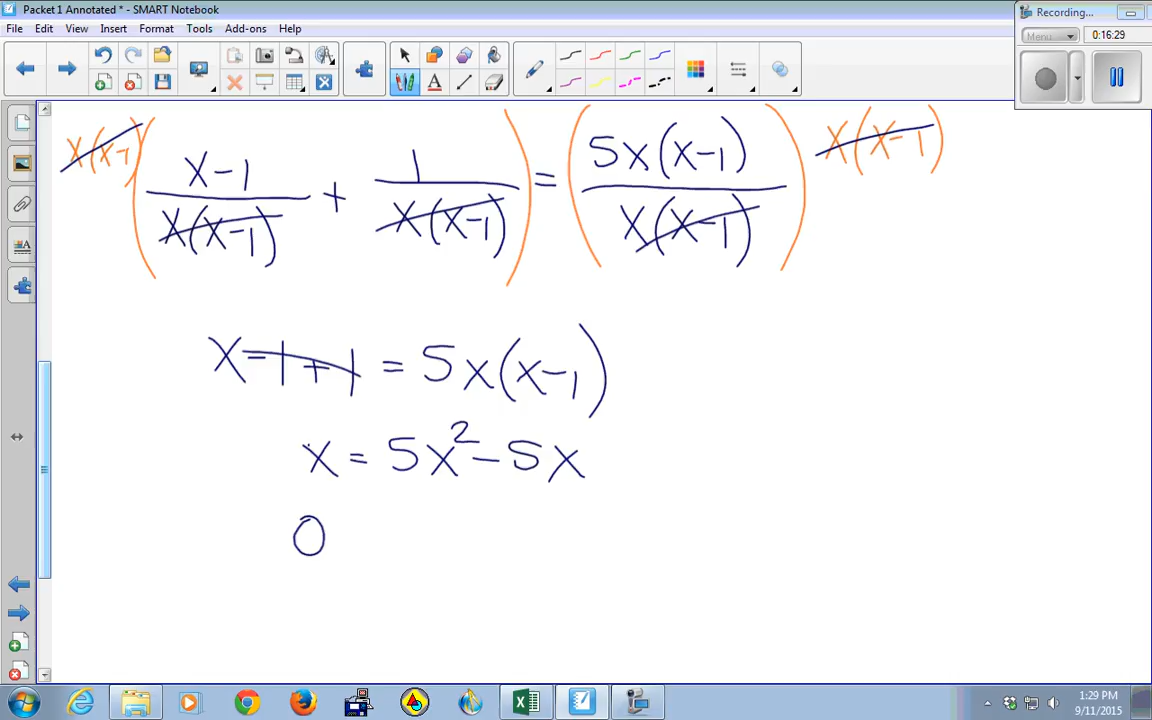 Packet 1 Annotated * - SMART Notebook
Recording...
File Edit View Insert Format Tools Add-ons Help
Menu
0:16:29
x(x-1) ( x-1 / x(x-1) + 1 / x(x-1) ) = ( 5x(x-1) / x(x-1) ) x(x-1)
x-1+1 = 5x(x-1)
x = 5x²-5x
0
1:29 PM
9/11/2015